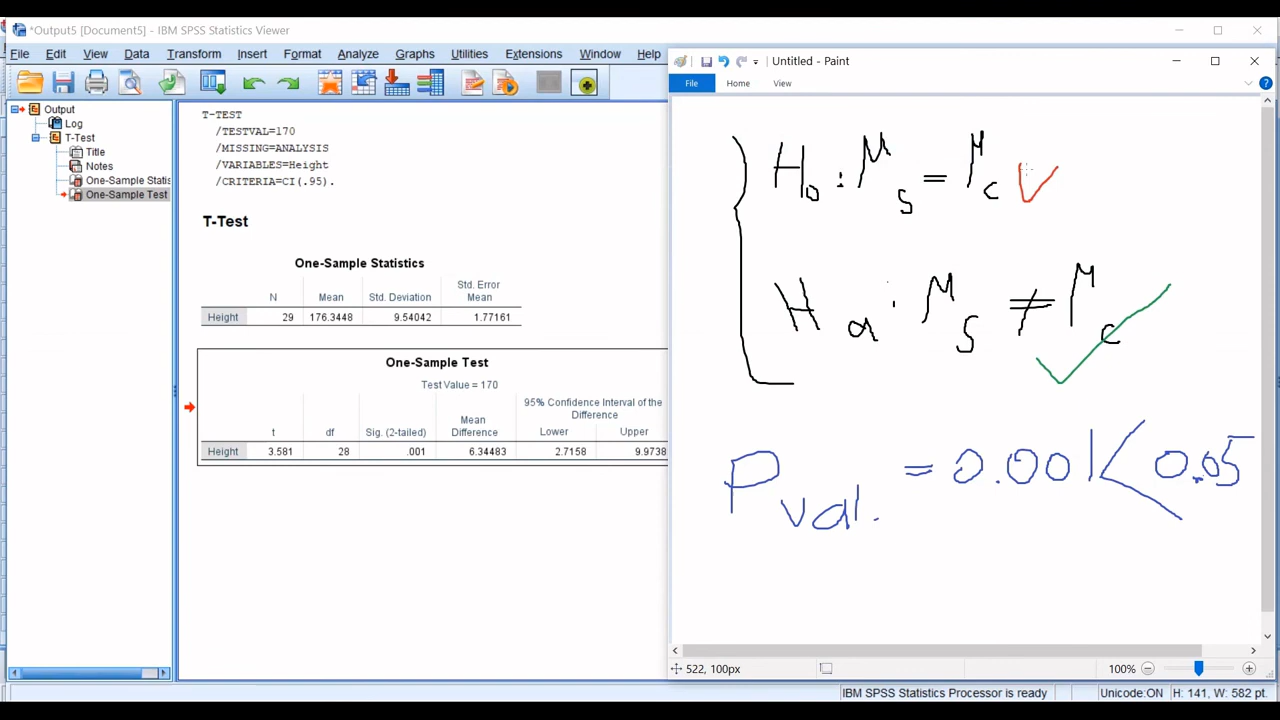 *Output5 [Document5] - IBM SPSS Statistics Viewer
File Edit View Data Transform Insert Format Analyze Graphs Utilities Extensions Window Help
Output
Log
T-Test
Title
Notes
One-Sample Statis
One-Sample Test
T-TEST
/TESTVAL=170
/MISSING=ANALYSIS
/VARIABLES=Height
/CRITERIA=CI(.95).
T-Test
One-Sample Statistics
N Mean Std. Deviation Std. Error Mean
Height 29 176.3448 9.54042 1.77161
One-Sample Test
Test Value = 170
95% Confidence Interval of the Difference
t df Sig. (2-tailed) Mean Difference Lower Upper
Height 3.581 28 .001 6.34483 2.7158 9.9738
Untitled - Paint
File Home View
H0 : μs = μc
Ha : μs ≠ μc
Pval. = 0.001 < 0.05
522, 100px
100%
IBM SPSS Statistics Processor is ready Unicode:ON H: 141, W: 582 pt.